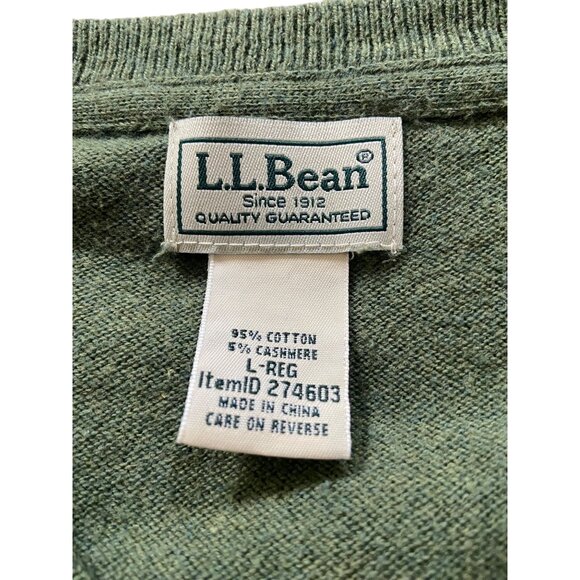 L.L.Bean®
Since 1912
QUALITY GUARANTEED
95% COTTON
5% CASHMERE
L-REG
ItemID 274603
MADE IN CHINA
CARE ON REVERSE